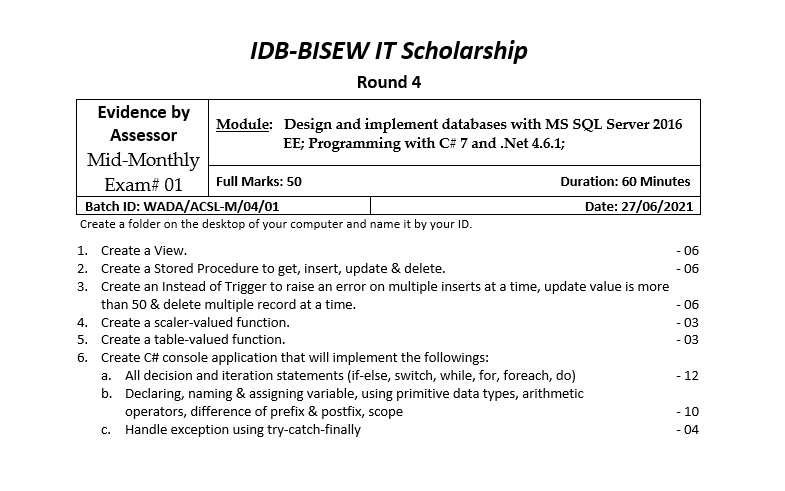 IDB-BISEW IT Scholarship
Round 4
Evidence by
Assessor
Mid-Monthly
Exam# 01
Module: Design and implement databases with MS SQL Server 2016
EE; Programming with C# 7 and .Net 4.6.1;
Full Marks: 50 Duration: 60 Minutes
Batch ID: WADA/ACSL-M/04/01 Date: 27/06/2021
Create a folder on the desktop of your computer and name it by your ID.
1. Create a View. - 06
2. Create a Stored Procedure to get, insert, update & delete. - 06
3. Create an Instead of Trigger to raise an error on multiple inserts at a time, update value is more
than 50 & delete multiple record at a time. - 06
4. Create a scaler-valued function. - 03
5. Create a table-valued function. - 03
6. Create C# console application that will implement the followings:
a. All decision and iteration statements (if-else, switch, while, for, foreach, do) - 12
b. Declaring, naming & assigning variable, using primitive data types, arithmetic
operators, difference of prefix & postfix, scope - 10
c. Handle exception using try-catch-finally - 04